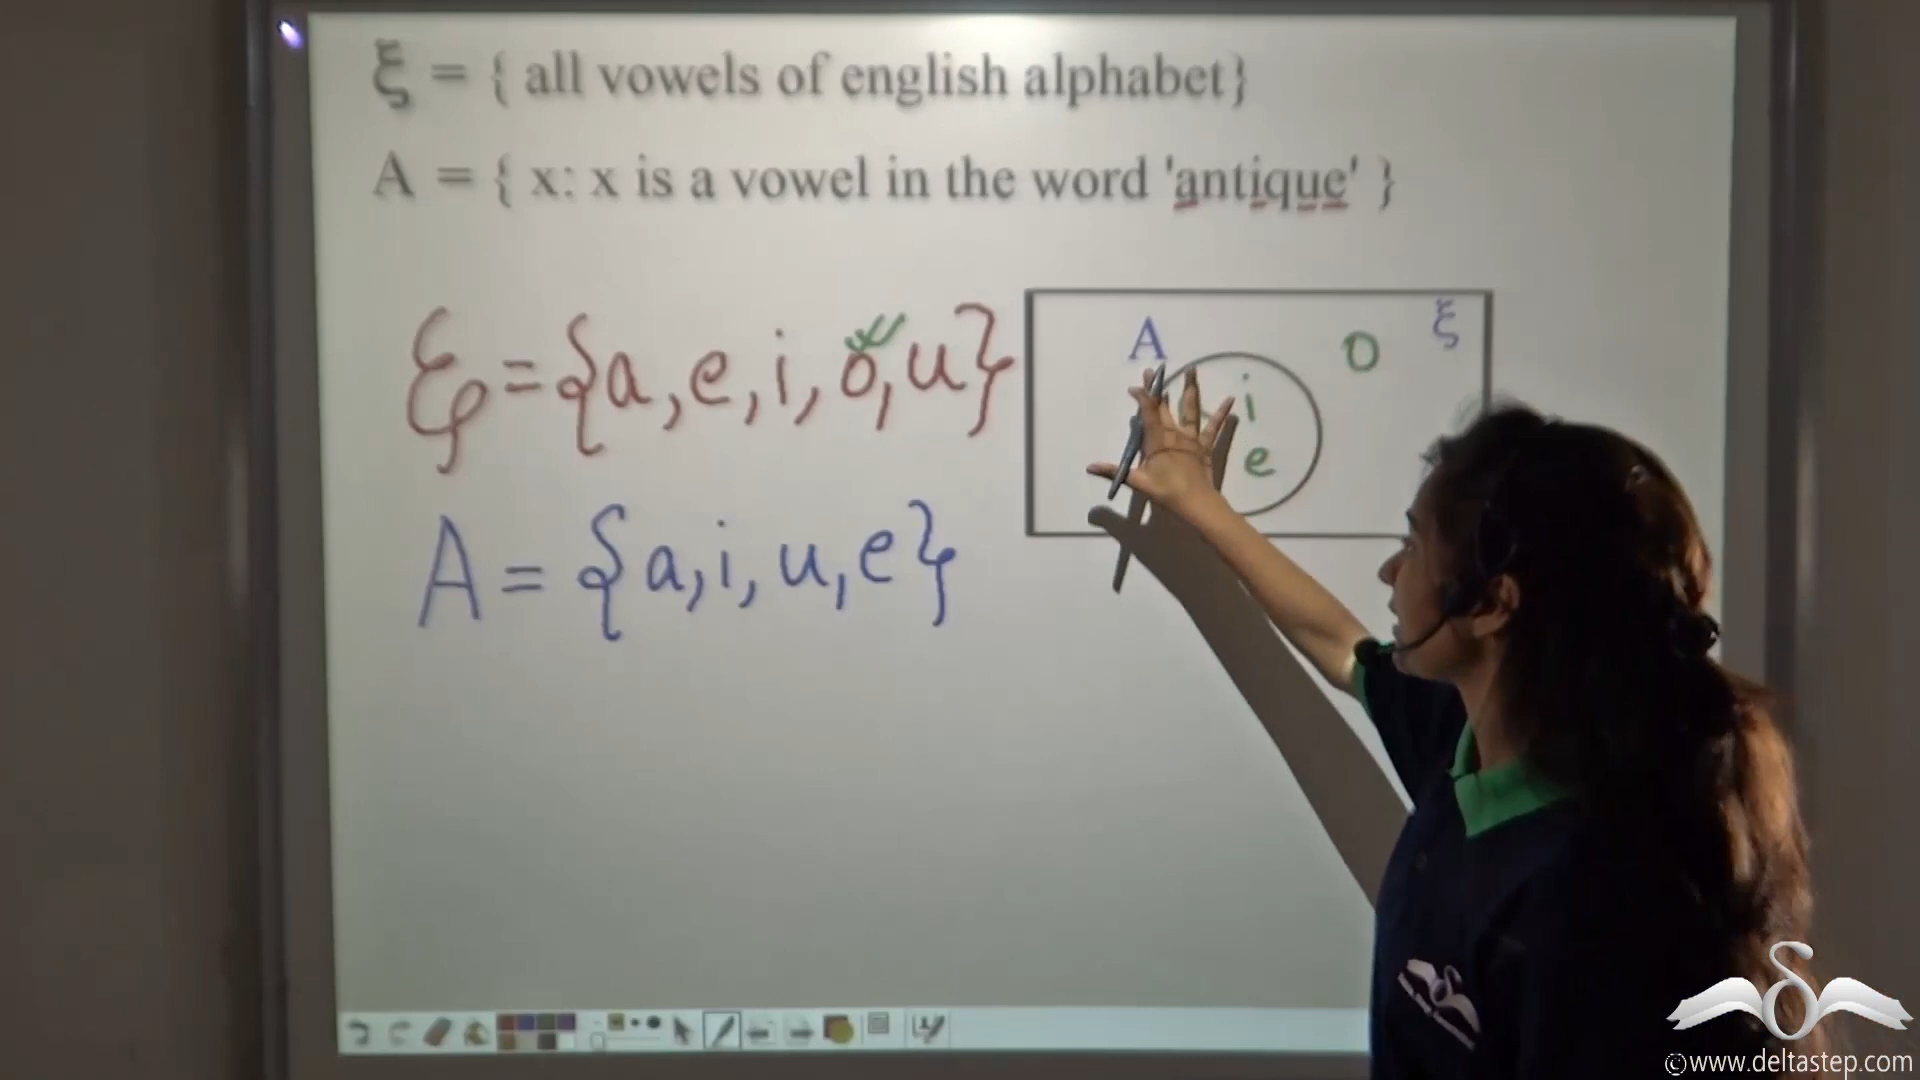 ξ = { all vowels of english alphabet}
A = { x: x is a vowel in the word 'antique' }
ξ = {a, e, i, o, u}
A = {a, i, u, e}
A
O
ξ
i
e
©www.deltastep.com